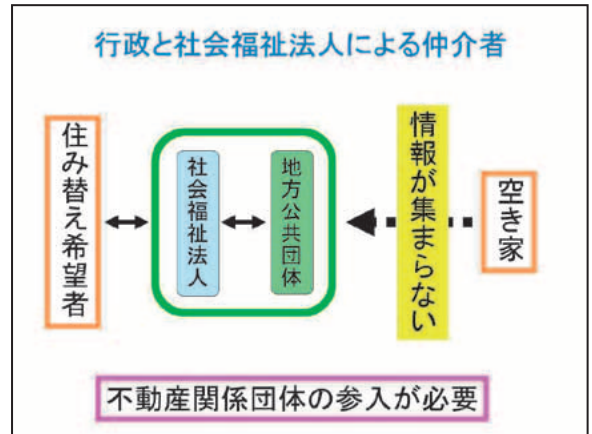 行政と社会福祉法人による仲介者
住み替え希望者
社会福祉法人
地方公共団体
情報が集まらない
空き家
不動産関係団体の参入が必要